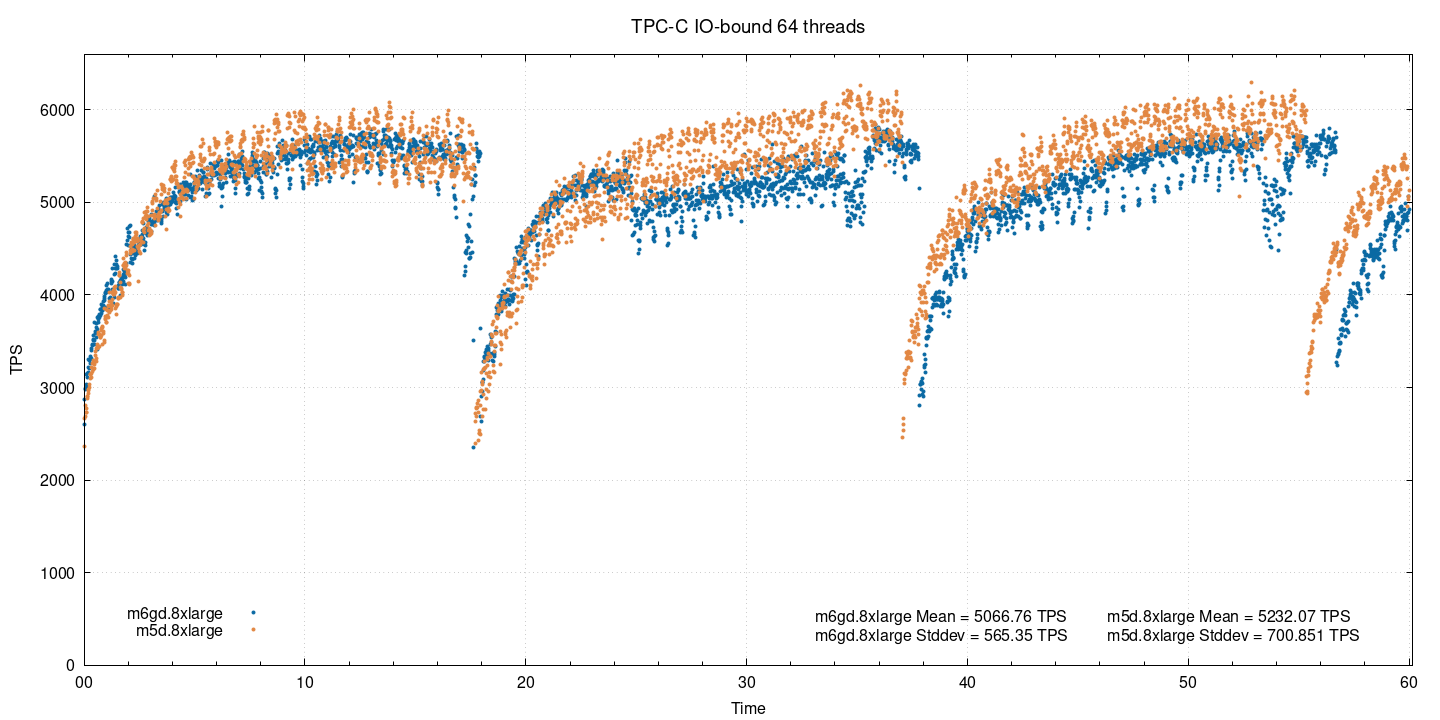 TPC-C IO-bound 64 threads
6000
5000
4000
3000
2000
1000
0
TPS
m6gd.8xlarge
m5d.8xlarge
m6gd.8xlarge Mean = 5066.76 TPS
m6gd.8xlarge Stddev = 565.35 TPS
m5d.8xlarge Mean = 5232.07 TPS
m5d.8xlarge Stddev = 700.851 TPS
00 10 20 30 40 50 60
Time